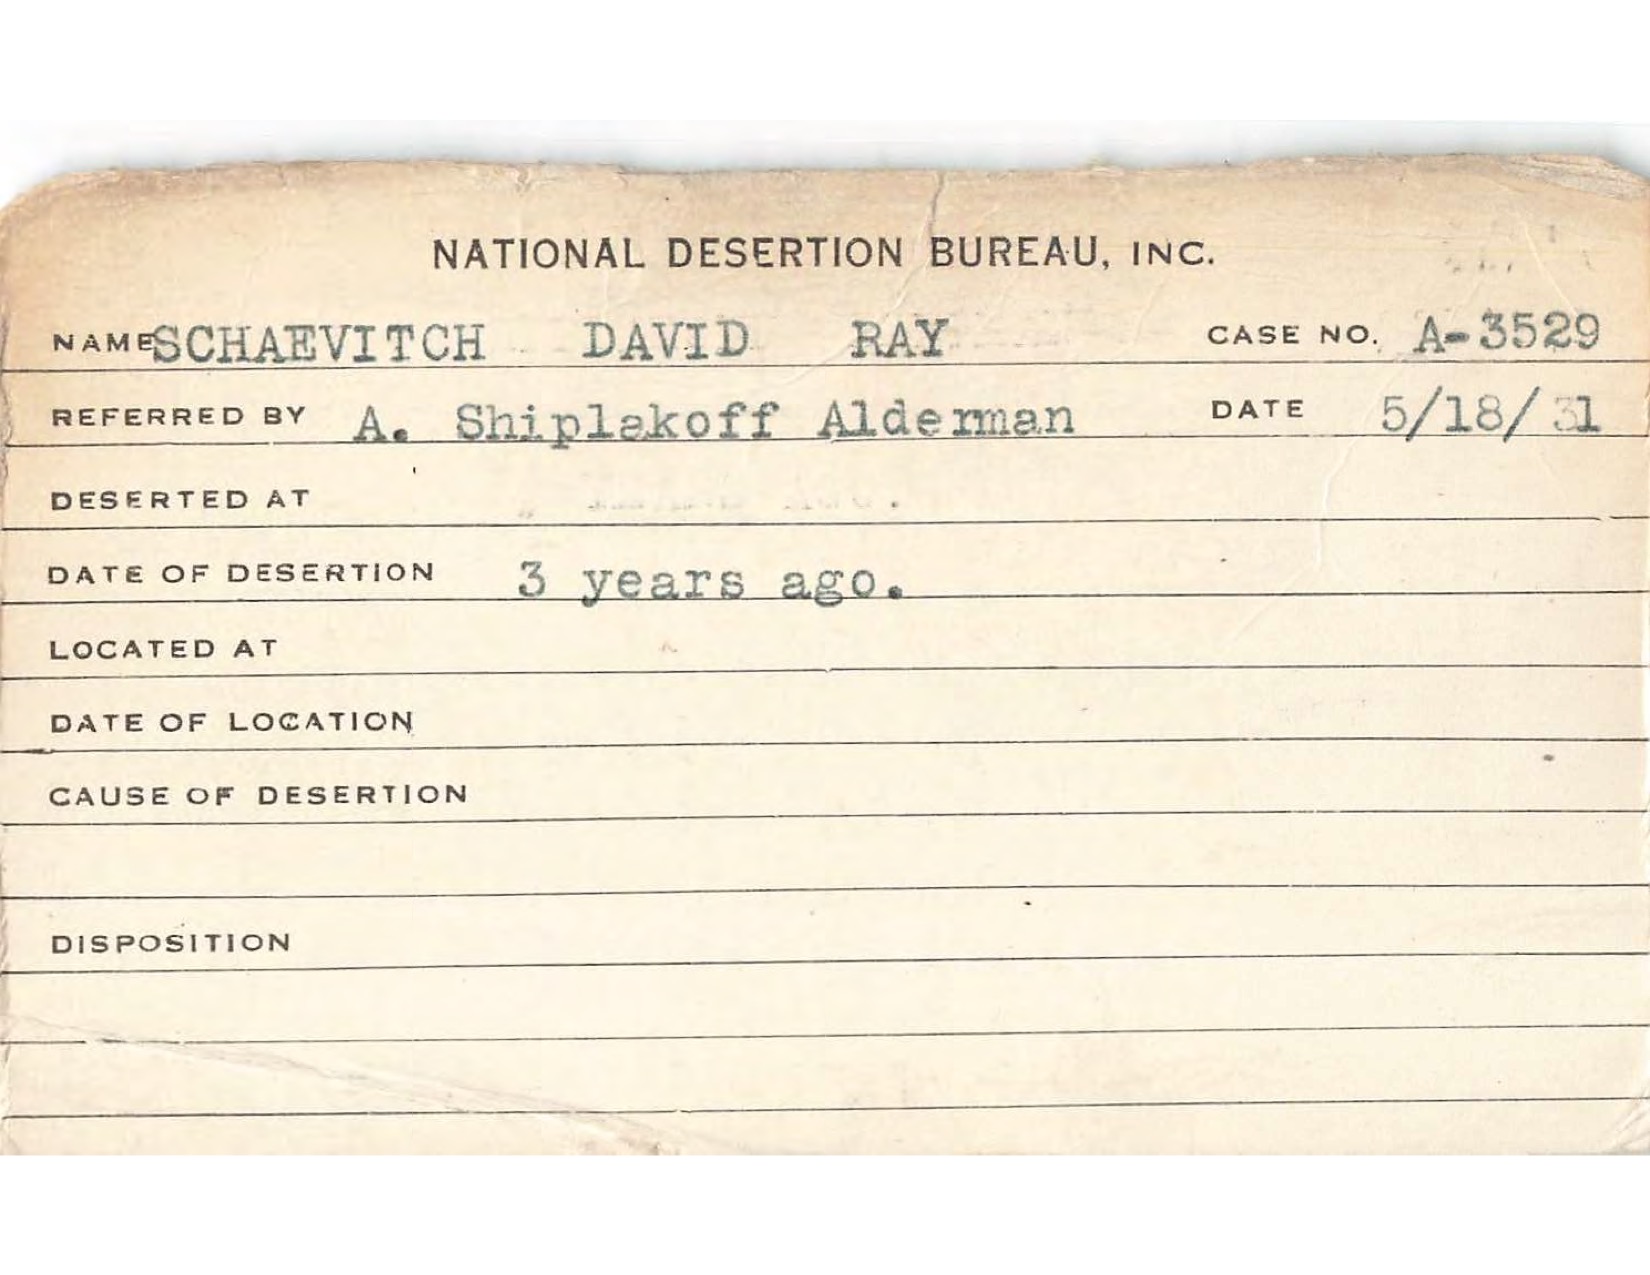 NATIONAL DESERTION BUREAU, INC.
NAME SCHAEVITCH DAVID RAY CASE NO. A-3529
REFERRED BY A. Shiplakoff Alderman DATE 5/18/31
DESERTED AT
DATE OF DESERTION 3 years ago.
LOCATED AT
DATE OF LOCATION
CAUSE OF DESERTION
DISPOSITION